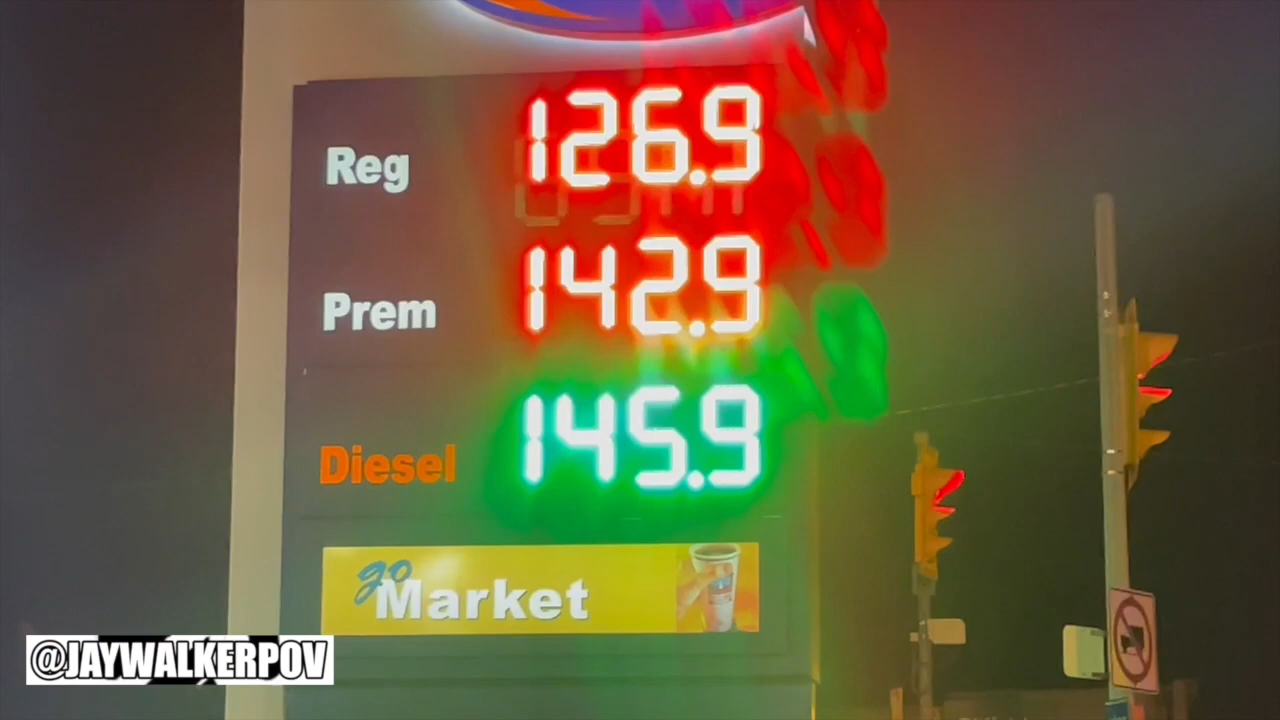 Reg 126.9
Prem 142.9
Diesel 145.9
go
Market
@JAYWALKERPOV